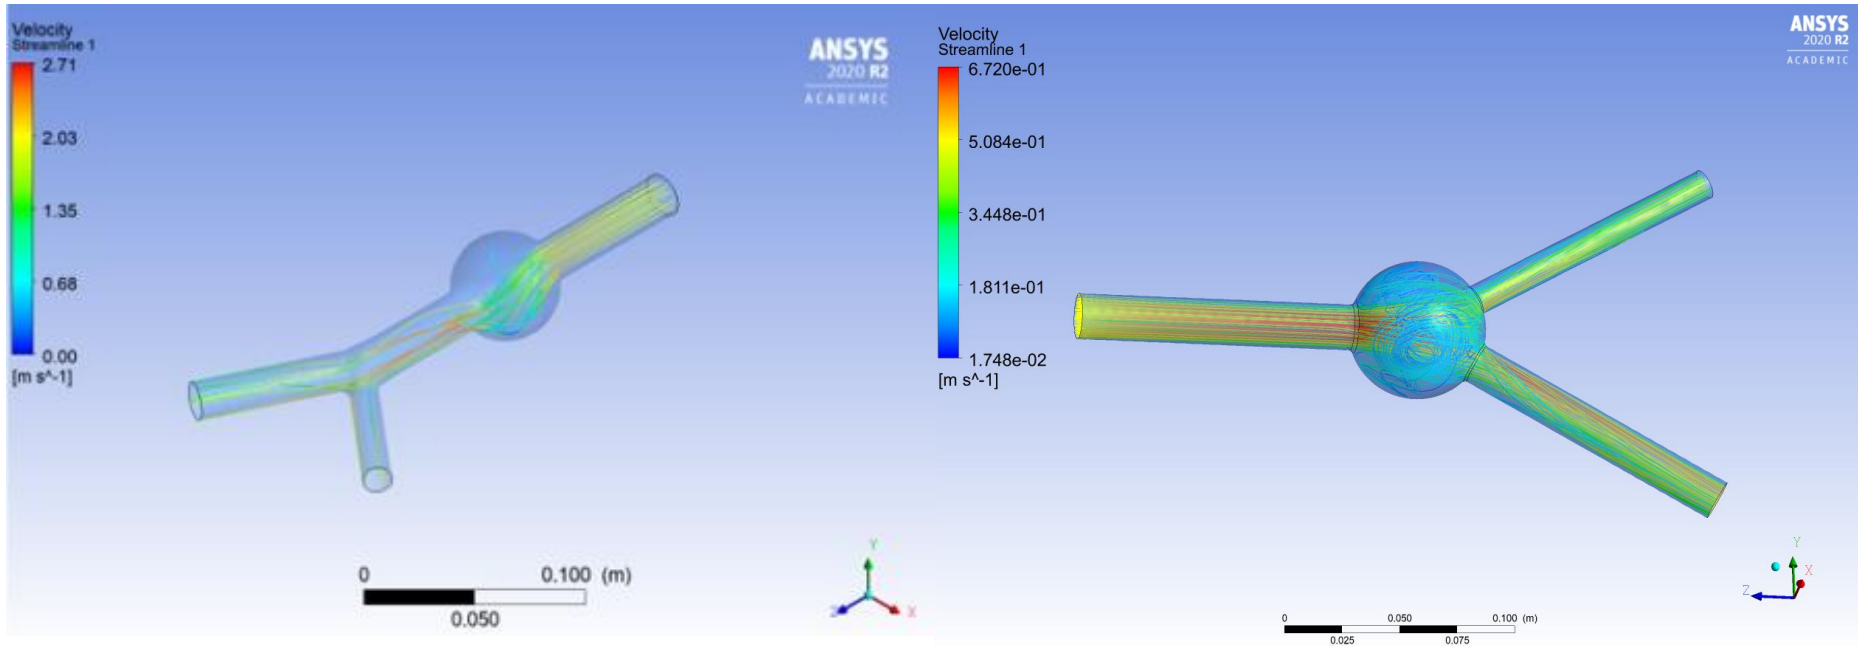 Velocity
Streamline 1
2.71
2.03
1.35
0.68
0.00
[m s^-1]
ANSYS
2020 R2
ACADEMIC
0 0.100 (m)
0.050
Y
Z X
Velocity
Streamline 1
6.720e-01
5.084e-01
3.448e-01
1.811e-01
1.748e-02
[m s^-1]
ANSYS
2020 R2
ACADEMIC
Y
X
Z
0 0.050 0.100 (m)
0.025 0.075